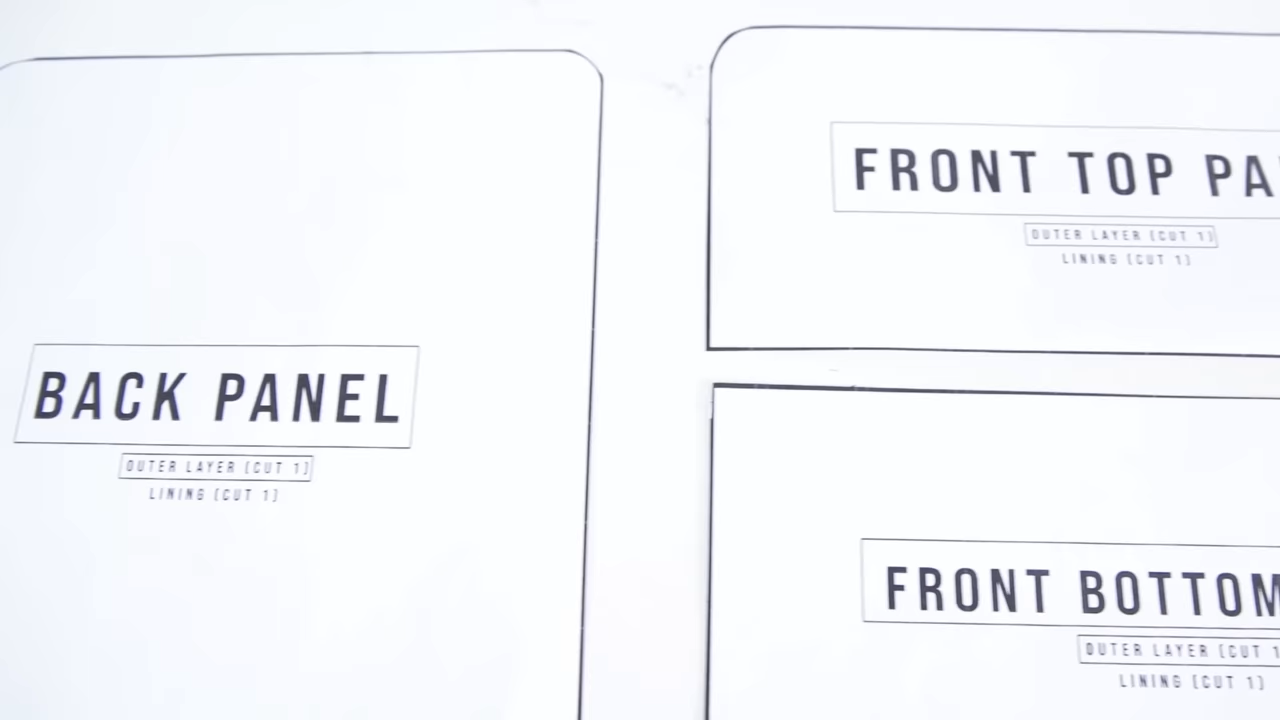 BACK PANEL
OUTER LAYER (CUT 1)
LINING (CUT 1)
FRONT TOP
OUTER LAYER (CUT 1)
LINING (CUT 1)
FRONT BOTTOM
OUTER LAYER (CUT 1
LINING (CUT 1)